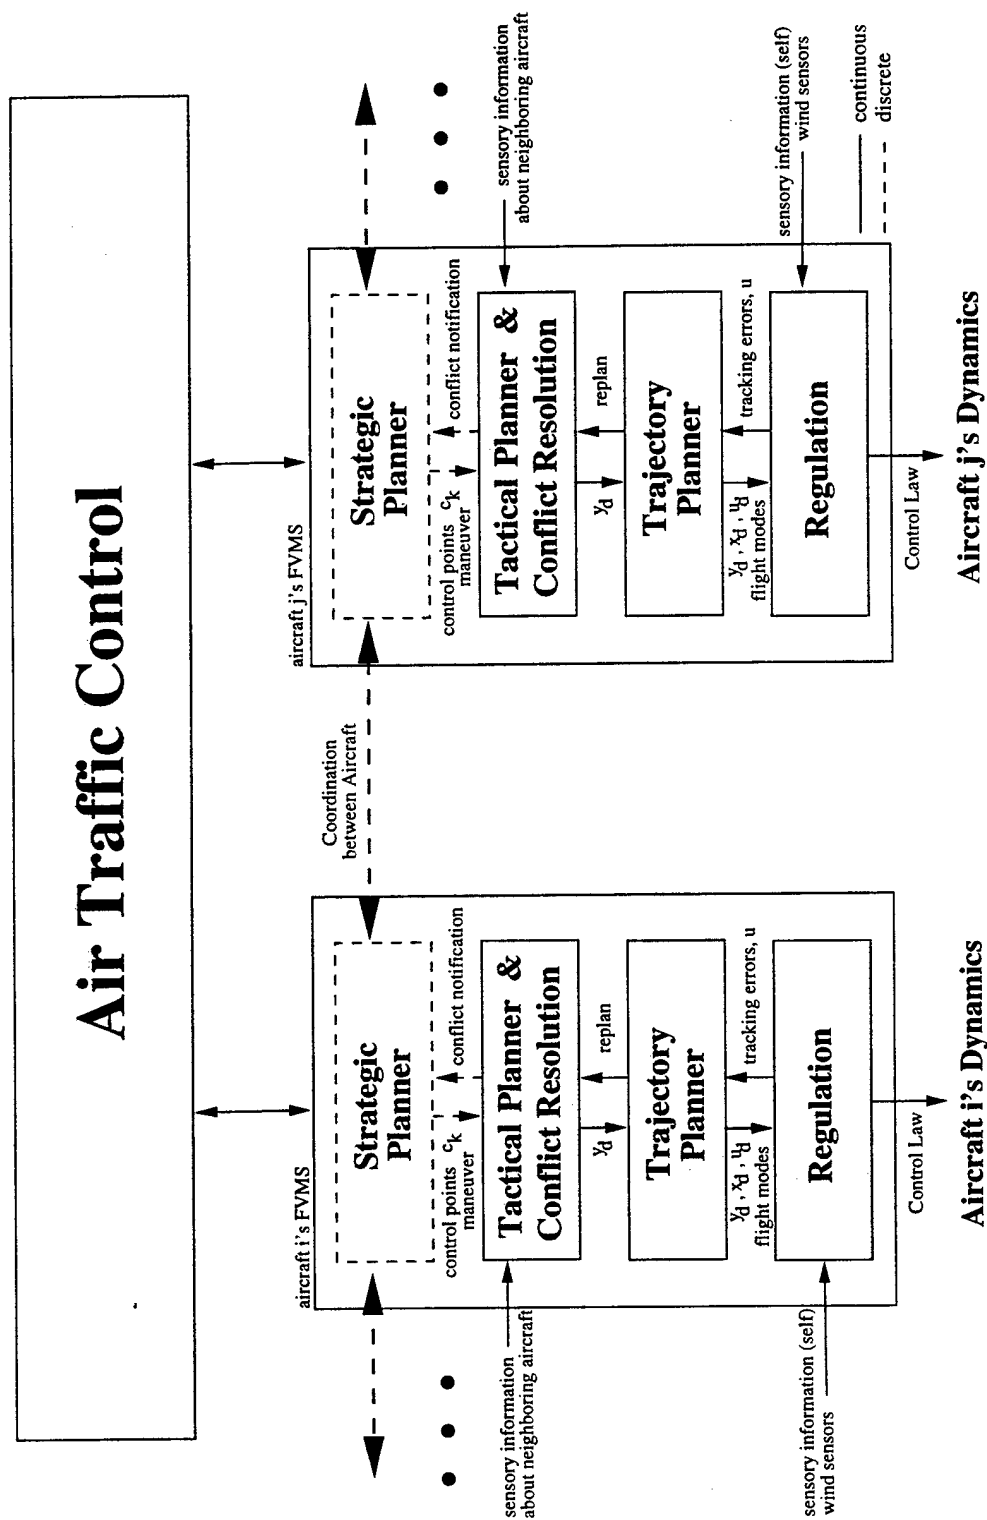 Air Traffic Control
aircraft i's FVMS
Strategic
Planner
control points c_k
maneuver
conflict notification
Tactical Planner &
Conflict Resolution
sensory information
about neighboring aircraft
y_d
replan
Trajectory
Planner
y_d , x_d , u_d
flight modes
tracking errors, u
Regulation
sensory information (self)
wind sensors
Control Law
Aircraft i's Dynamics
Coordination
between Aircraft
aircraft j's FVMS
Strategic
Planner
control points c_k
maneuver
conflict notification
Tactical Planner &
Conflict Resolution
sensory information
about neighboring aircraft
y_d
replan
Trajectory
Planner
y_d , x_d , u_d
flight modes
tracking errors, u
Regulation
sensory information (self)
wind sensors
Control Law
Aircraft j's Dynamics
continuous
discrete